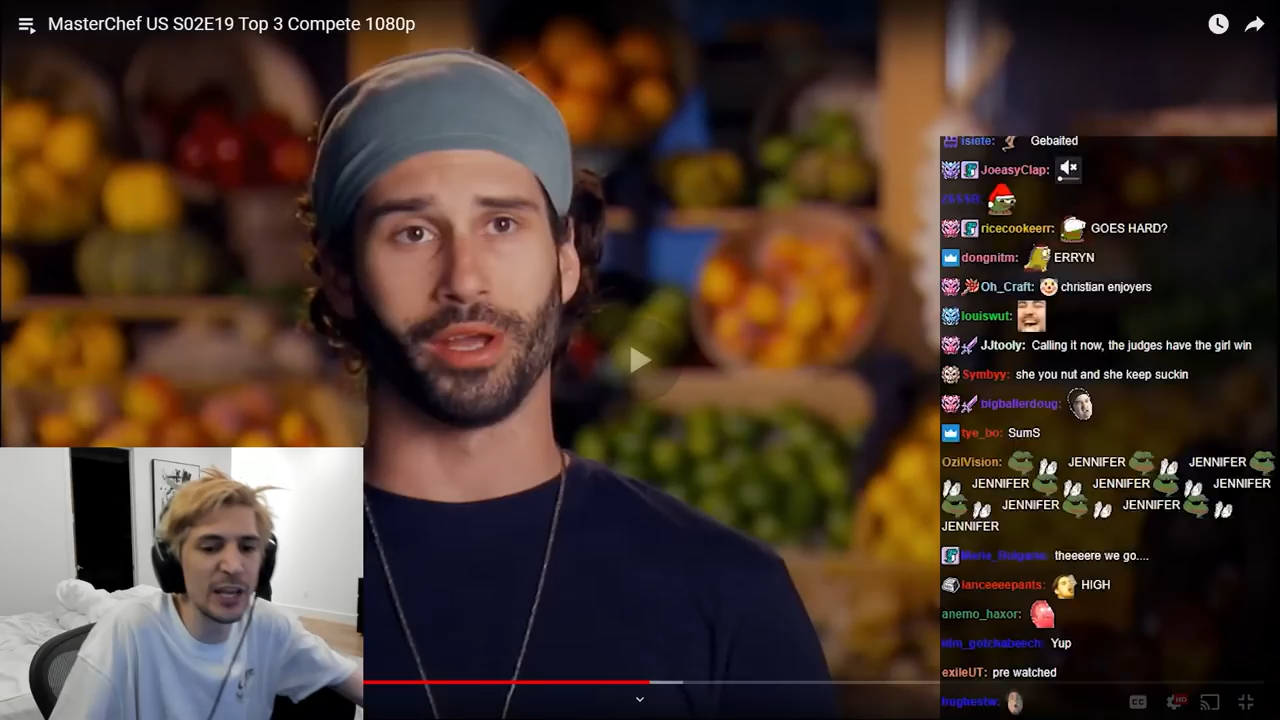 MasterChef US S02E19 Top 3 Compete 1080p
Gebaited
JoeasyClap:
ricecookeerr: GOES HARD?
dongnitm: ERRYN
Oh_Craft: christian enjoyers
louiswut:
JJtooly: Calling it now, the judges have the girl win
Symbyy: she you nut and she keep suckin
bigballerdoug:
tye_bo: SumS
OzilVision: JENNIFER JENNIFER
JENNIFER JENNIFER JENNIFER
JENNIFER JENNIFER
JENNIFER
theeeere we go....
lanceeeepants: HIGH
anemo_haxor:
Yup
exileUT: pre watched
CC HD